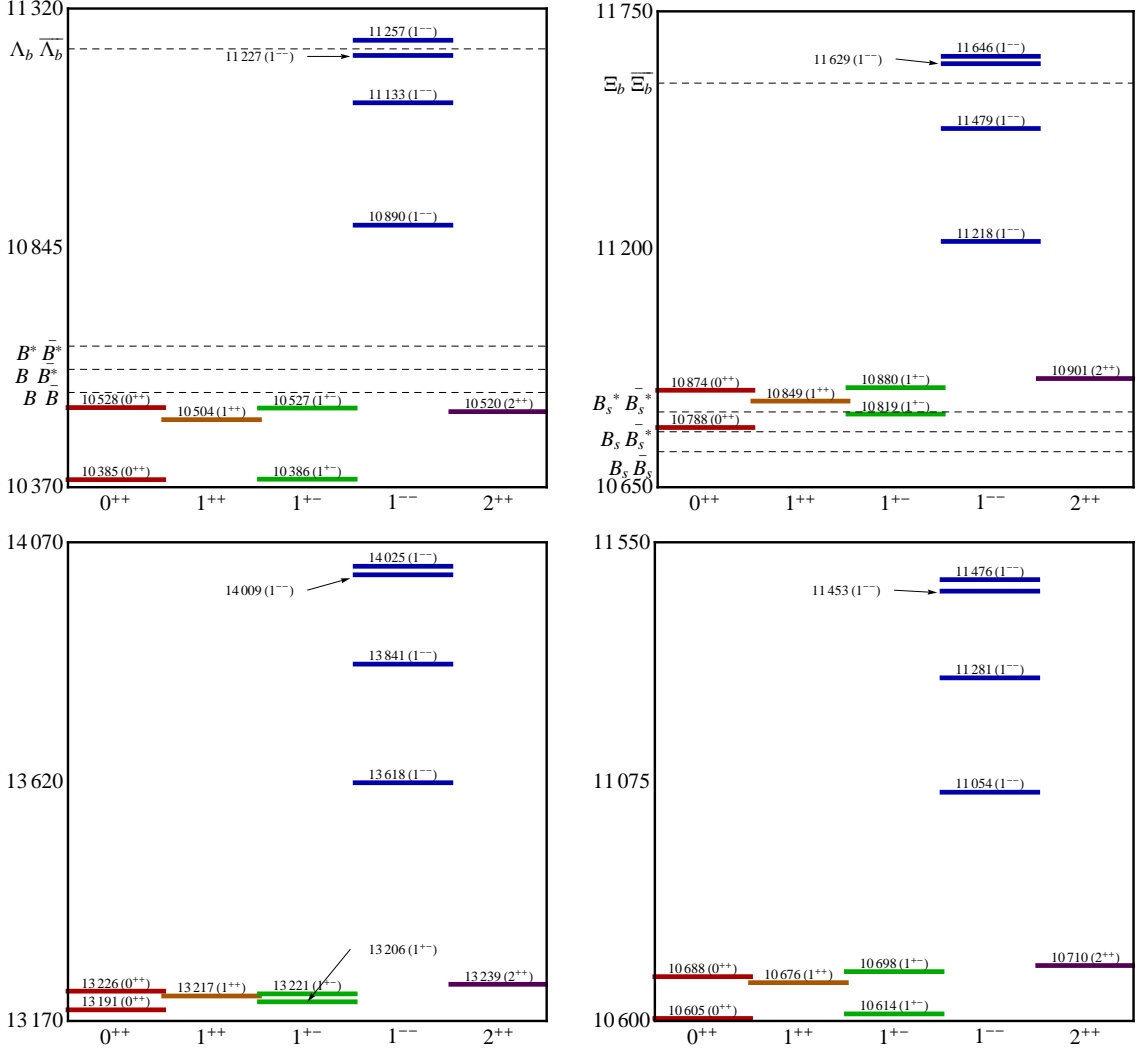 11 320
Λb Λ̅b̅
11 257 (1⁻⁻)
11 227 (1⁻⁻)
11 133 (1⁻⁻)
10 890 (1⁻⁻)
10 845
B* B̄*
B B̄*
B B̄
10 528 (0⁺⁺)
10 504 (1⁺⁺)
10 527 (1⁺⁻)
10 520 (2⁺⁺)
10 385 (0⁺⁺)
10 386 (1⁺⁻)
10 370
0⁺⁺ 1⁺⁺ 1⁺⁻ 1⁻⁻ 2⁺⁺
11 750
11 646 (1⁻⁻)
11 629 (1⁻⁻)
Ξb Ξ̅b̅
11 479 (1⁻⁻)
11 218 (1⁻⁻)
11 200
10 901 (2⁺⁺)
10 874 (0⁺⁺)
10 880 (1⁺⁻)
10 849 (1⁺⁺)
Bs* B̄s*
10 819 (1⁺⁻)
10 788 (0⁺⁺)
Bs B̄s*
Bs B̄s
10 650
0⁺⁺ 1⁺⁺ 1⁺⁻ 1⁻⁻ 2⁺⁺
14 070
14 025 (1⁻⁻)
14 009 (1⁻⁻)
13 841 (1⁻⁻)
13 620
13 618 (1⁻⁻)
13 206 (1⁺⁻)
13 226 (0⁺⁺)
13 217 (1⁺⁺)
13 221 (1⁺⁻)
13 239 (2⁺⁺)
13 191 (0⁺⁺)
13 170
0⁺⁺ 1⁺⁺ 1⁺⁻ 1⁻⁻ 2⁺⁺
11 550
11 476 (1⁻⁻)
11 453 (1⁻⁻)
11 281 (1⁻⁻)
11 075
11 054 (1⁻⁻)
10 688 (0⁺⁺)
10 676 (1⁺⁺)
10 698 (1⁺⁻)
10 710 (2⁺⁺)
10 605 (0⁺⁺)
10 614 (1⁺⁻)
10 600
0⁺⁺ 1⁺⁺ 1⁺⁻ 1⁻⁻ 2⁺⁺